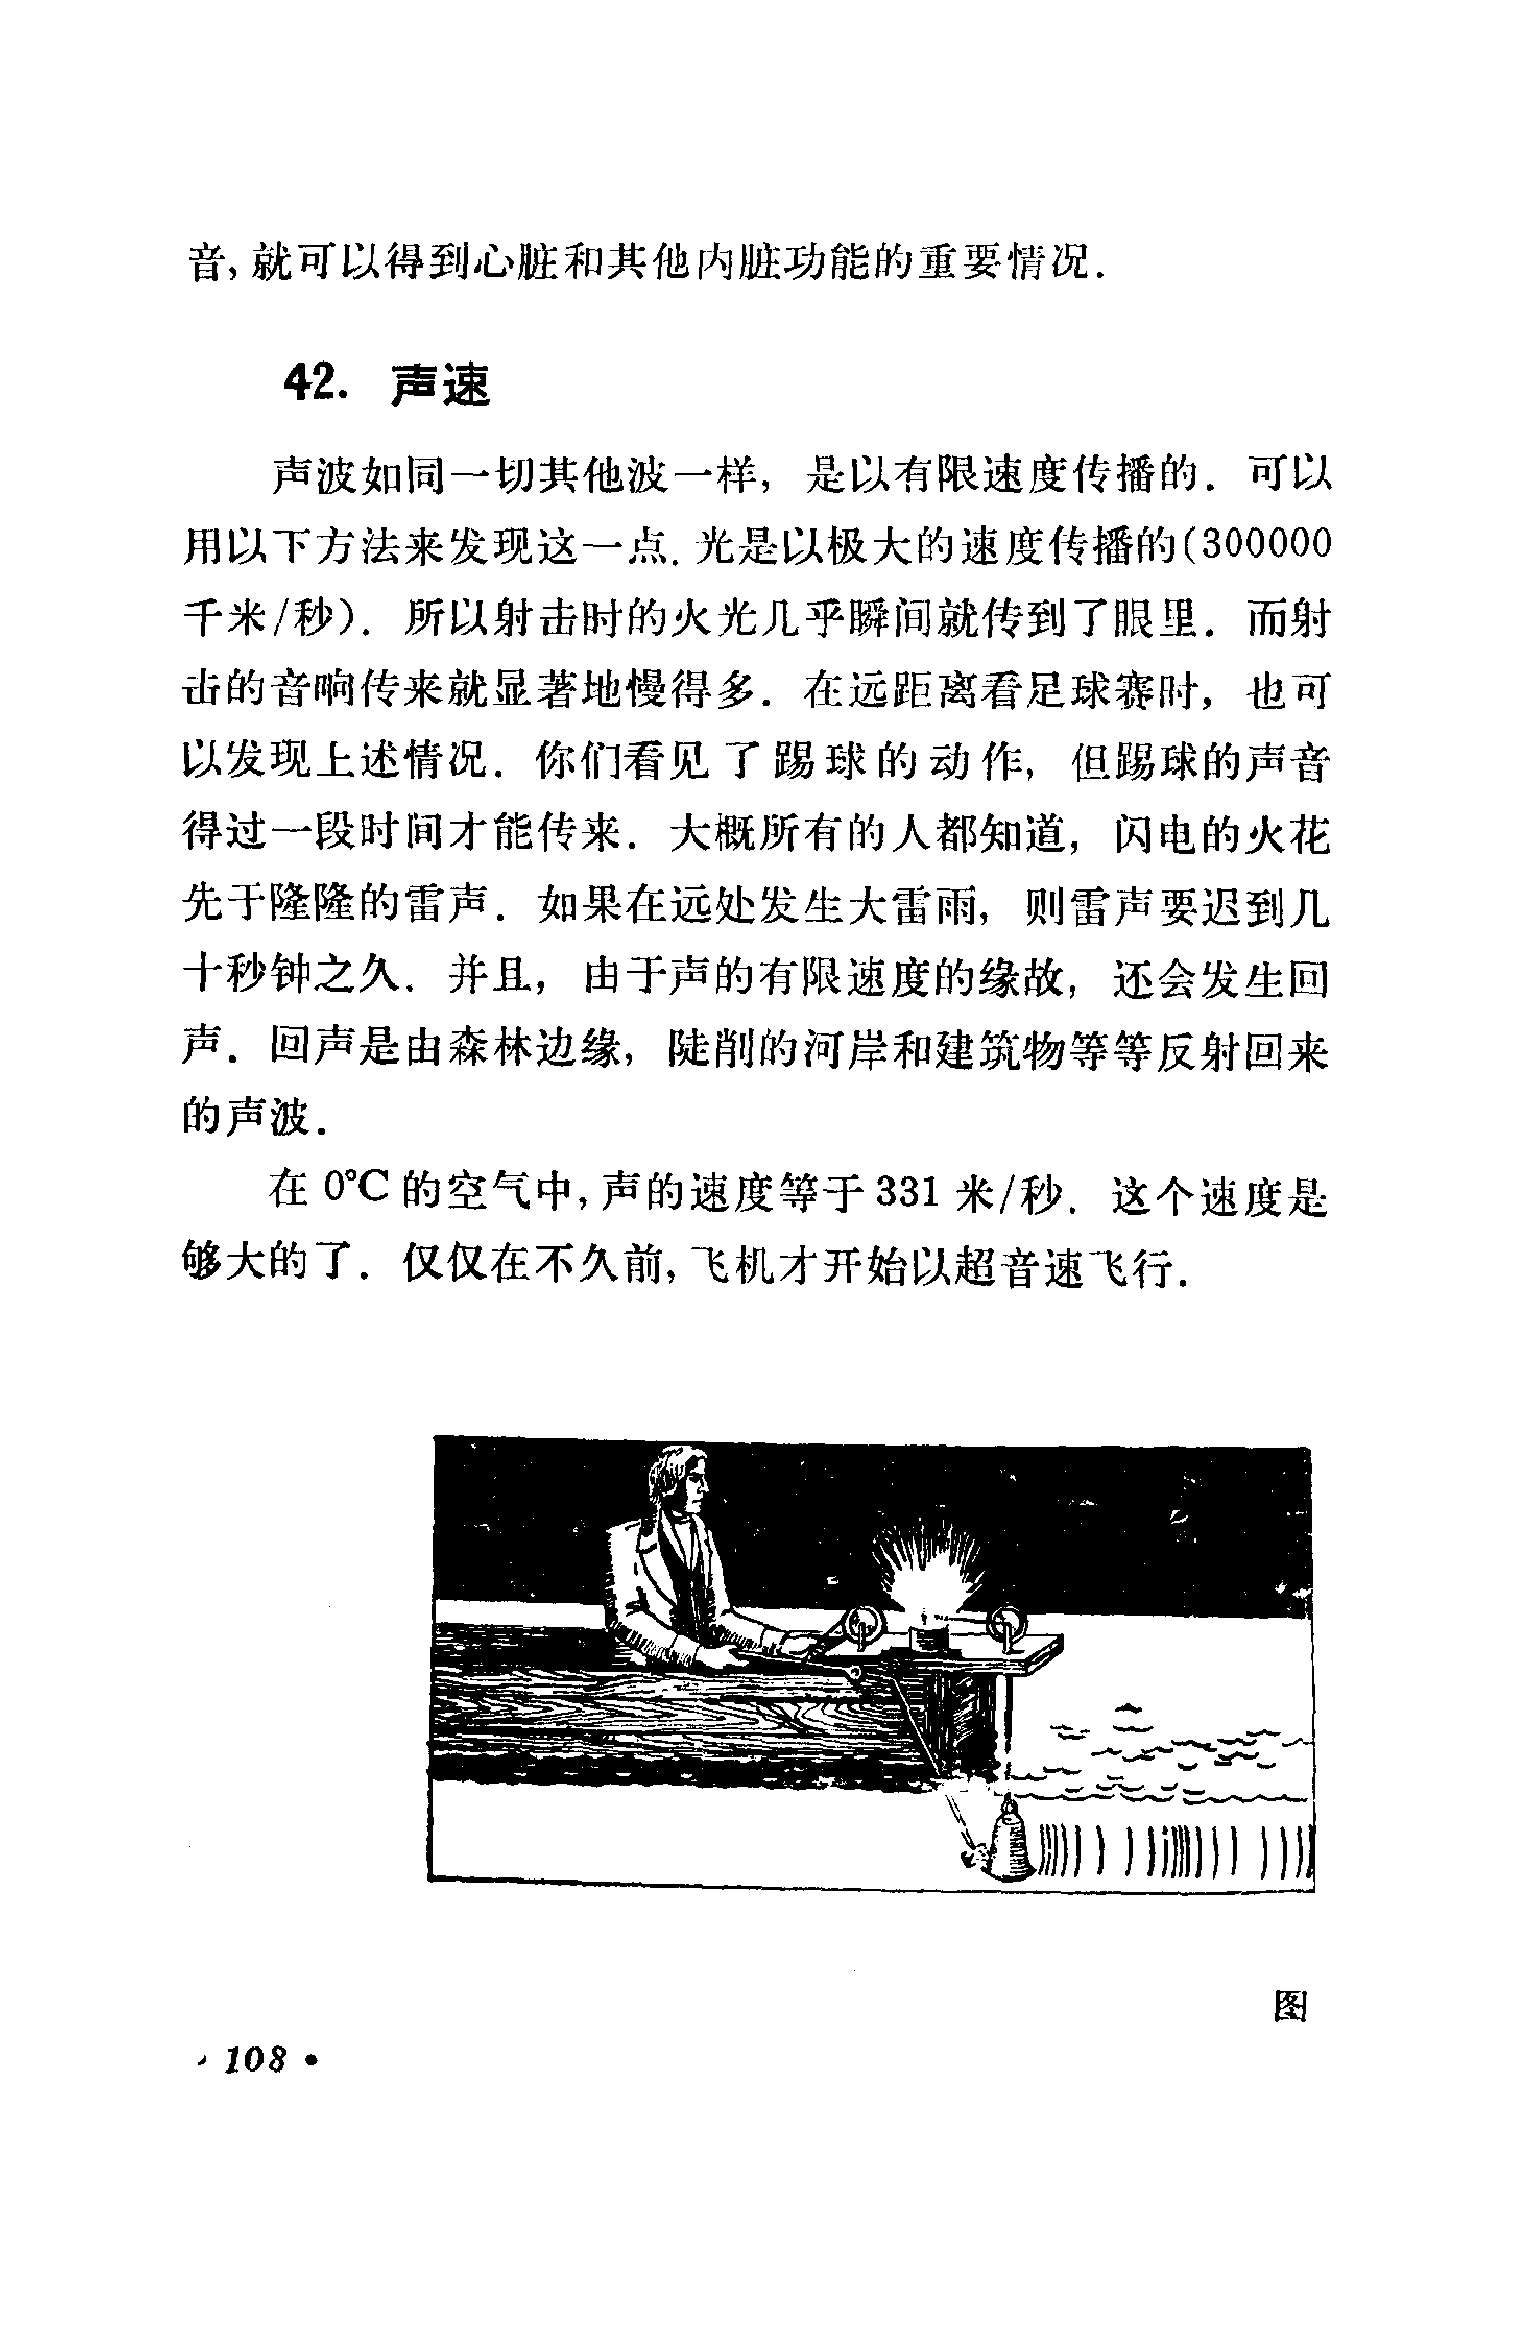 音,就可以得到心脏和其他内脏功能的重要情况.
42. 声速
声波如同一切其他波一样, 是以有限速度传播的. 可以
用以下方法来发现这一点. 光是以极大的速度传播的(300000
千米/秒). 所以射击时的火光几乎瞬间就传到了眼里. 而射
击的音响传来就显著地慢得多. 在远距离看足球赛时, 也可
以发现上述情况. 你们看见了踢球的动作, 但踢球的声音
得过一段时间才能传来. 大概所有的人都知道, 闪电的火花
先于隆隆的雷声. 如果在远处发生大雷雨, 则雷声要迟到几
十秒钟之久. 并且, 由于声的有限速度的缘故, 还会发生回
声. 回声是由森林边缘, 陡削的河岸和建筑物等等反射回来
的声波.
在 0°C 的空气中,声的速度等于 331 米/秒. 这个速度是
够大的了. 仅仅在不久前,飞机才开始以超音速飞行.
图
· 108 ·